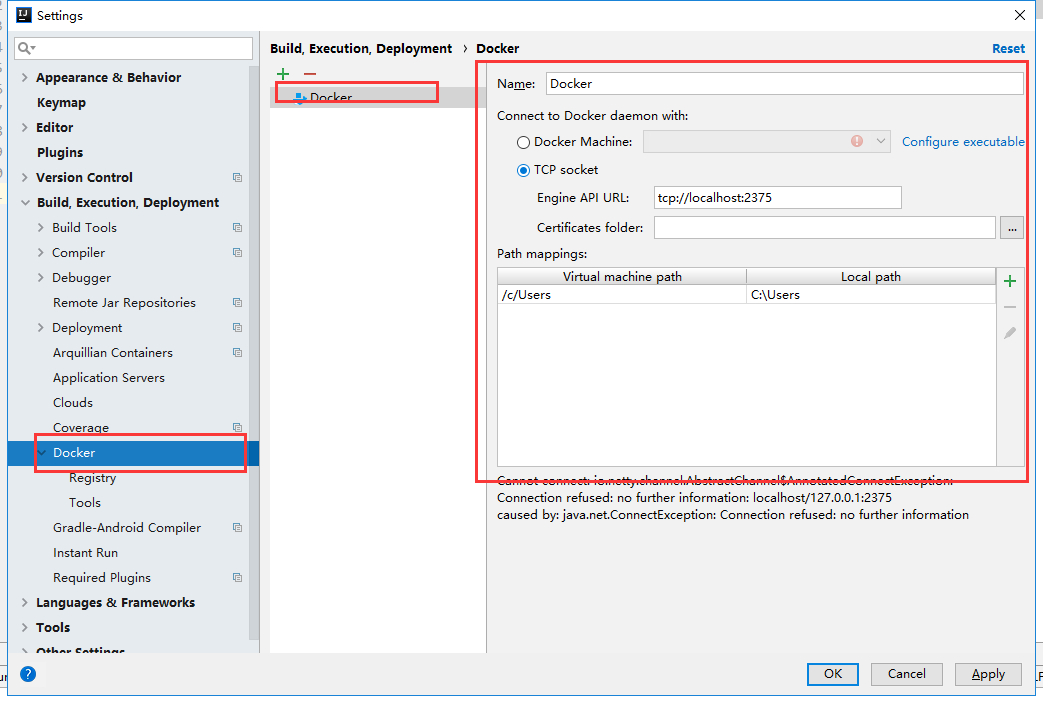 Settings
Build, Execution, Deployment › Docker
Reset
Appearance & Behavior
Keymap
Editor
Plugins
Version Control
Build, Execution, Deployment
Build Tools
Compiler
Debugger
Remote Jar Repositories
Deployment
Arquillian Containers
Application Servers
Clouds
Coverage
Docker
Registry
Tools
Gradle-Android Compiler
Instant Run
Required Plugins
Languages & Frameworks
Tools
Other Settings
Docker
Name: Docker
Connect to Docker daemon with:
Docker Machine: Configure executable
TCP socket
Engine API URL: tcp://localhost:2375
Certificates folder: ...
Path mappings:
Virtual machine path Local path
/c/Users C:\Users
Cannot connect: io.netty.channel.AbstractChannel$AnnotatedConnectException:
Connection refused: no further information: localhost/127.0.0.1:2375
caused by: java.net.ConnectException: Connection refused: no further information
? OK Cancel Apply